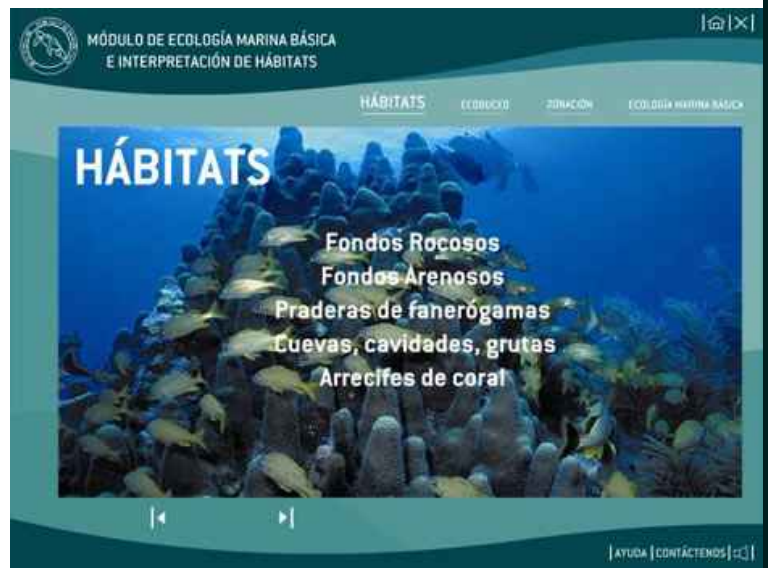 MÓDULO DE ECOLOGÍA MARINA BÁSICA
E INTERPRETACIÓN DE HÁBITATS
HÁBITATS ECOBUCEO ZONACIÓN ECOLOGÍA MARINA BÁSICA
HÁBITATS
Fondos Rocosos
Fondos Arenosos
Praderas de fanerógamas
Cuevas, cavidades, grutas
Arrecifes de coral
AYUDA CONTÁCTENOS